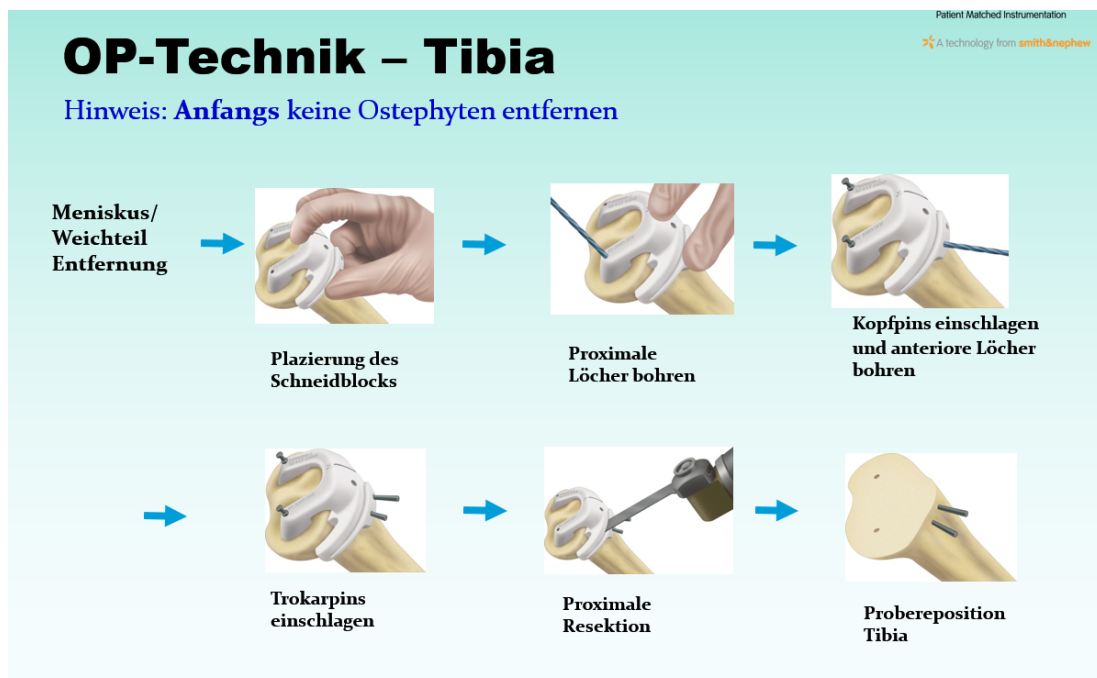 Patient Matched Instrumentation
A technology from smith&nephew
OP-Technik – Tibia
Hinweis: Anfangs keine Ostephyten entfernen
Meniskus/
Weichteil
Entfernung
Plazierung des
Schneidblocks
Proximale
Löcher bohren
Kopfpins einschlagen
und anteriore Löcher
bohren
Trokarpins
einschlagen
Proximale
Resektion
Probereposition
Tibia